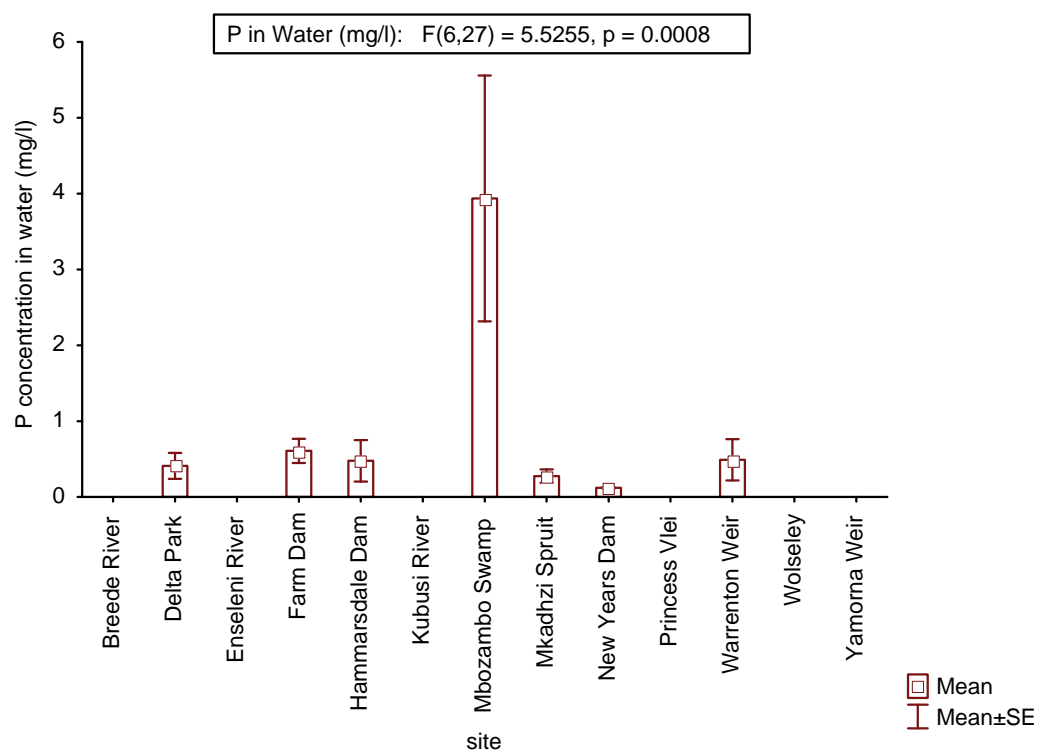 P in Water (mg/l): F(6,27) = 5.5255, p = 0.0008
P concentration in water (mg/l)
6
5
4
3
2
1
0
Breede River
Delta Park
Enseleni River
Farm Dam
Hammarsdale Dam
Kubusi River
Mbozambo Swamp
Mkadhzi Spruit
New Years Dam
Princess Vlei
Warrenton Weir
Wolseley
Yamorna Weir
site
Mean
Mean±SE